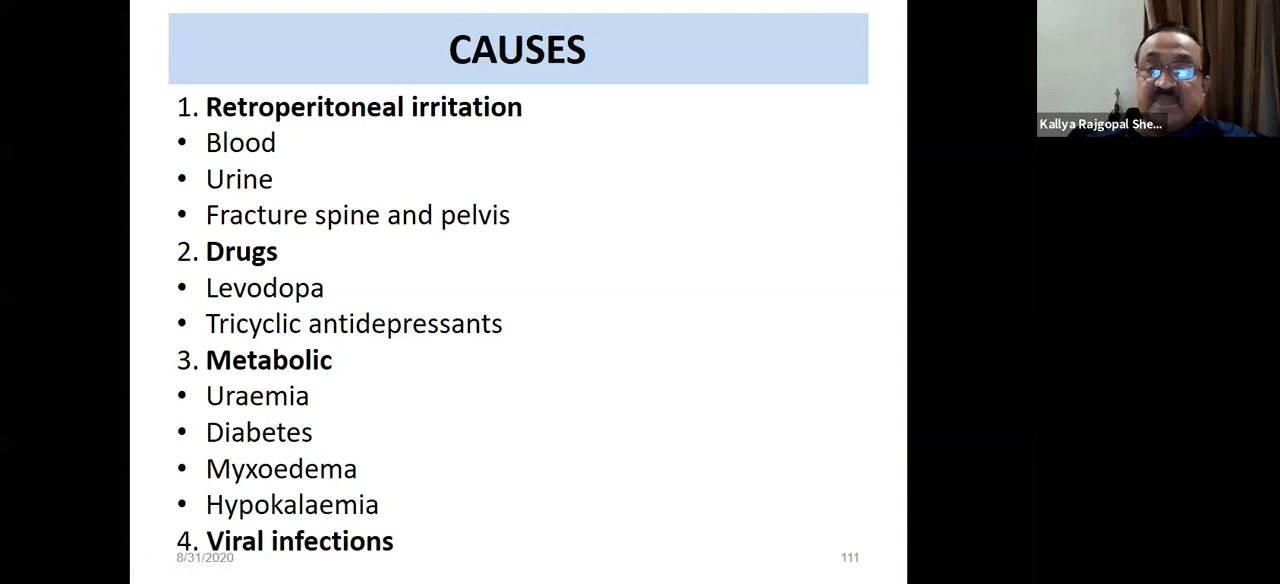 CAUSES
1. Retroperitoneal irritation
• Blood
• Urine
• Fracture spine and pelvis
2. Drugs
• Levodopa
• Tricyclic antidepressants
3. Metabolic
• Uraemia
• Diabetes
• Myxoedema
• Hypokalaemia
4. Viral infections
8/31/2020
111
Kallya Rajgopal She...